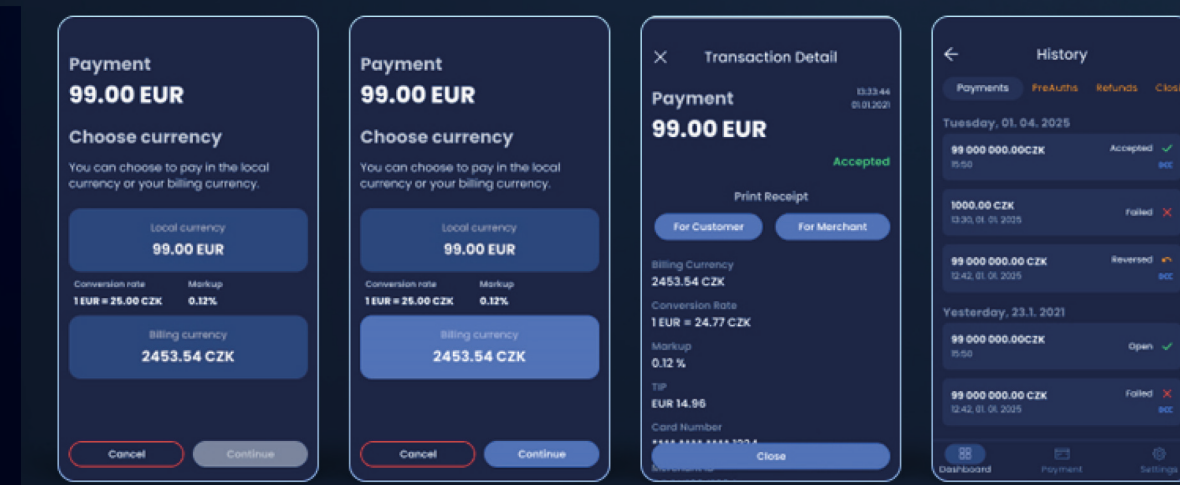 Payment
99.00 EUR
Choose currency
You can choose to pay in the local
currency or your billing currency.
Local currency
99.00 EUR
Conversion rate Markup
1 EUR = 25.00 CZK 0.12%
Billing currency
2453.54 CZK
Cancel Continue
Payment
99.00 EUR
Choose currency
You can choose to pay in the local
currency or your billing currency.
Local currency
99.00 EUR
Conversion rate Markup
1 EUR = 25.00 CZK 0.12%
Billing currency
2453.54 CZK
Cancel Continue
Transaction Detail
Payment 13:33:44
99.00 EUR 01.01.2021
Accepted
Print Receipt
For Customer For Merchant
Billing Currency
2453.54 CZK
Conversion Rate
1 EUR = 24.77 CZK
Markup
0.12 %
TIP
EUR 14.96
Card Number
Close
History
Payments PreAuths Refunds
Tuesday, 01. 04. 2025
99 000 000.00CZK Accepted
15:50 DCC
1000.00 CZK Failed
13:30, 01. 01. 2025
99 000 000.00 CZK Reversed
12:42, 01. 01. 2025 DCC
Yesterday, 23.1. 2021
99 000 000.00CZK Open
15:50
99 000 000.00 CZK Failed
12:42, 01. 01. 2025 DCC
Dashboard Payment Settings